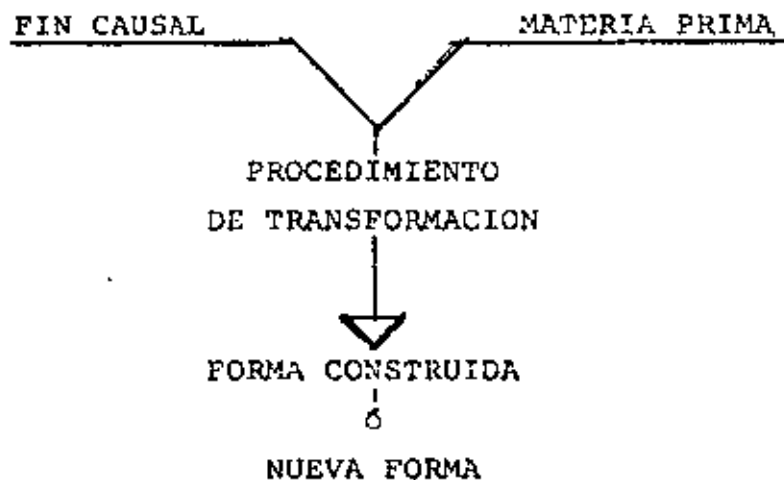 FIN CAUSAL MATERIA PRIMA
PROCEDIMIENTO
DE TRANSFORMACION
FORMA CONSTRUIDA
ó
NUEVA FORMA